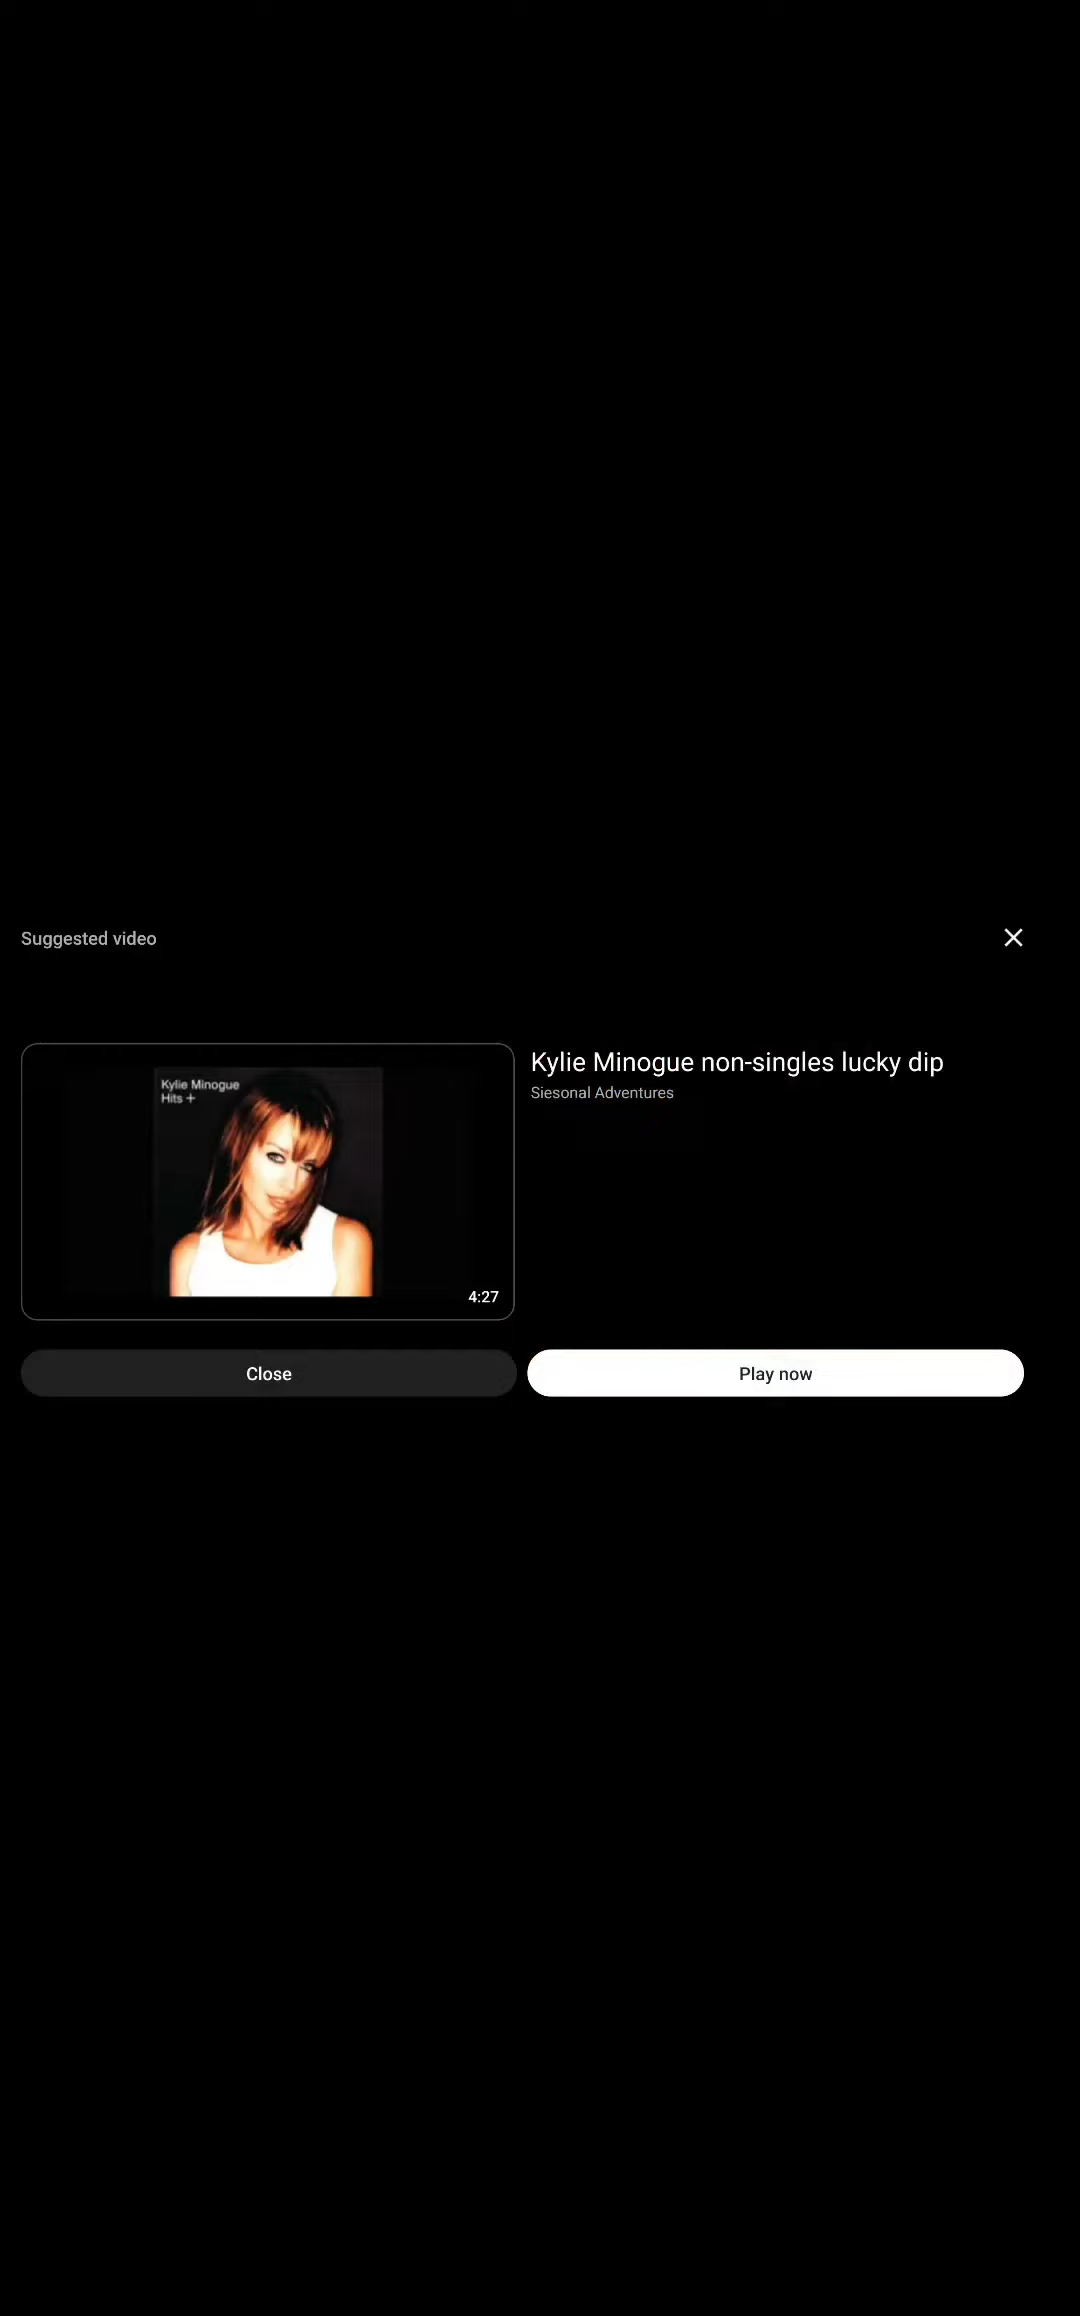 Suggested video
Kylie Minogue
Hits +
4:27
Kylie Minogue non-singles lucky dip
Siesonal Adventures
Close
Play now